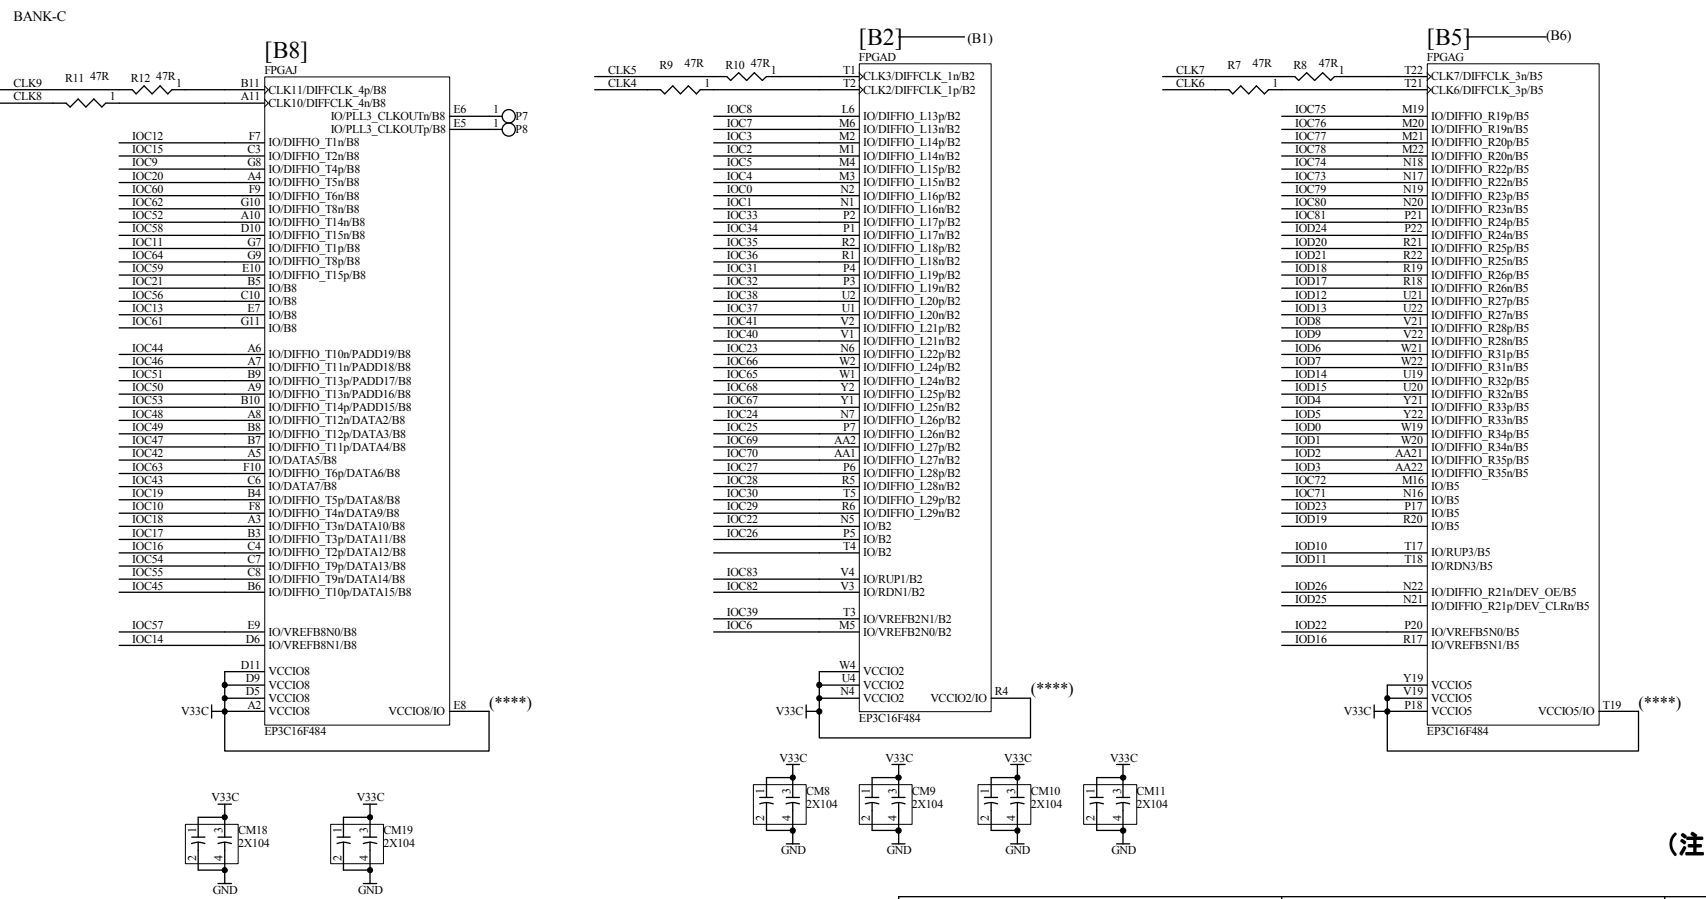 BANK-C
[B8]
FPGAJ
CLK9 R11 47R R12 47R 1 B11 CLK11/DIFFCLK_4p/B8
CLK8 1 A11 CLK10/DIFFCLK_4n/B8
IO/PLL3_CLKOUTn/B8 E6 1 P7
IO/PLL3_CLKOUTp/B8 E5 1 P8
IOC12 F7 IO/DIFFIO_T1n/B8
IOC15 C3 IO/DIFFIO_T2n/B8
IOC9 G8 IO/DIFFIO_T4p/B8
IOC20 A4 IO/DIFFIO_T5n/B8
IOC60 F9 IO/DIFFIO_T6n/B8
IOC62 G10 IO/DIFFIO_T8n/B8
IOC52 A10 IO/DIFFIO_T14n/B8
IOC58 D10 IO/DIFFIO_T15n/B8
IOC11 G7 IO/DIFFIO_T1p/B8
IOC64 G9 IO/DIFFIO_T8p/B8
IOC59 E10 IO/DIFFIO_T15p/B8
IOC21 B5 IO/B8
IOC56 C10 IO/B8
IOC13 E7 IO/B8
IOC61 G11 IO/B8
IOC44 A6 IO/DIFFIO_T10n/PADD19/B8
IOC46 A7 IO/DIFFIO_T11n/PADD18/B8
IOC51 B9 IO/DIFFIO_T13p/PADD17/B8
IOC50 A9 IO/DIFFIO_T13n/PADD16/B8
IOC53 B10 IO/DIFFIO_T14p/PADD15/B8
IOC48 A8 IO/DIFFIO_T12n/DATA2/B8
IOC49 B8 IO/DIFFIO_T12p/DATA3/B8
IOC47 B7 IO/DIFFIO_T11p/DATA4/B8
IOC42 A5 IO/DATA5/B8
IOC63 F10 IO/DIFFIO_T6p/DATA6/B8
IOC43 C6 IO/DATA7/B8
IOC19 B4 IO/DIFFIO_T5p/DATA8/B8
IOC10 F8 IO/DIFFIO_T4n/DATA9/B8
IOC18 A3 IO/DIFFIO_T3n/DATA10/B8
IOC17 B3 IO/DIFFIO_T3p/DATA11/B8
IOC16 C4 IO/DIFFIO_T2p/DATA12/B8
IOC54 C7 IO/DIFFIO_T9p/DATA13/B8
IOC55 C8 IO/DIFFIO_T9n/DATA14/B8
IOC45 B6 IO/DIFFIO_T10p/DATA15/B8
IOC57 E9 IO/VREFB8N0/B8
IOC14 D6 IO/VREFB8N1/B8
D11 VCCIO8
D9 VCCIO8
D5 VCCIO8
V33C A2 VCCIO8 VCCIO8/IO E8 (****)
EP3C16F484
V33C V33C
1 3 CM18 1 3 CM19
2X104 2X104
2 4 2 4
GND GND
[B2] (B1)
FPGAD
CLK5 R9 47R R10 47R 1 T1 CLK3/DIFFCLK_1n/B2
CLK4 1 T2 CLK2/DIFFCLK_1p/B2
IOC8 L6 IO/DIFFIO_L13p/B2
IOC7 M6 IO/DIFFIO_L13n/B2
IOC3 M2 IO/DIFFIO_L14p/B2
IOC2 M1 IO/DIFFIO_L14n/B2
IOC5 M4 IO/DIFFIO_L15p/B2
IOC4 M3 IO/DIFFIO_L15n/B2
IOC0 N2 IO/DIFFIO_L16p/B2
IOC1 N1 IO/DIFFIO_L16n/B2
IOC33 P2 IO/DIFFIO_L17p/B2
IOC34 P1 IO/DIFFIO_L17n/B2
IOC35 R2 IO/DIFFIO_L18p/B2
IOC36 R1 IO/DIFFIO_L18n/B2
IOC31 P4 IO/DIFFIO_L19p/B2
IOC32 P3 IO/DIFFIO_L19n/B2
IOC38 U2 IO/DIFFIO_L20p/B2
IOC37 U1 IO/DIFFIO_L20n/B2
IOC41 V2 IO/DIFFIO_L21p/B2
IOC40 V1 IO/DIFFIO_L21n/B2
IOC23 N6 IO/DIFFIO_L22p/B2
IOC66 W2 IO/DIFFIO_L24p/B2
IOC65 W1 IO/DIFFIO_L24n/B2
IOC68 Y2 IO/DIFFIO_L25p/B2
IOC67 Y1 IO/DIFFIO_L25n/B2
IOC24 N7 IO/DIFFIO_L26p/B2
IOC25 P7 IO/DIFFIO_L26n/B2
IOC69 AA2 IO/DIFFIO_L27p/B2
IOC70 AA1 IO/DIFFIO_L27n/B2
IOC27 P6 IO/DIFFIO_L28p/B2
IOC28 R5 IO/DIFFIO_L28n/B2
IOC30 T5 IO/DIFFIO_L29p/B2
IOC29 R6 IO/DIFFIO_L29n/B2
IOC22 N5 IO/B2
IOC26 P5 IO/B2
T4 IO/B2
IOC83 V4 IO/RUP1/B2
IOC82 V3 IO/RDN1/B2
IOC39 T3 IO/VREFB2N1/B2
IOC6 M5 IO/VREFB2N0/B2
W4 VCCIO2
U4 VCCIO2
N4 VCCIO2 VCCIO2/IO R4 (****)
V33C
EP3C16F484
V33C V33C V33C V33C
1 3 CM8 1 3 CM9 1 3 CM10 1 3 CM11
2X104 2X104 2X104 2X104
2 4 2 4 2 4 2 4
GND GND GND GND
[B5] (B6)
FPGAG
CLK7 R7 47R R8 47R 1 T22 CLK7/DIFFCLK_3n/B5
CLK6 1 T21 CLK6/DIFFCLK_3p/B5
IOC75 M19 IO/DIFFIO_R19p/B5
IOC76 M20 IO/DIFFIO_R19n/B5
IOC77 M21 IO/DIFFIO_R20p/B5
IOC78 M22 IO/DIFFIO_R20n/B5
IOC74 N18 IO/DIFFIO_R22p/B5
IOC73 N17 IO/DIFFIO_R22n/B5
IOC79 N19 IO/DIFFIO_R23p/B5
IOC80 N20 IO/DIFFIO_R23n/B5
IOC81 P21 IO/DIFFIO_R24p/B5
IOD24 P22 IO/DIFFIO_R24n/B5
IOD20 R21 IO/DIFFIO_R25p/B5
IOD21 R22 IO/DIFFIO_R25n/B5
IOD18 R19 IO/DIFFIO_R26p/B5
IOD17 R18 IO/DIFFIO_R26n/B5
IOD12 U21 IO/DIFFIO_R27p/B5
IOD13 U22 IO/DIFFIO_R27n/B5
IOD8 V21 IO/DIFFIO_R28p/B5
IOD9 V22 IO/DIFFIO_R28n/B5
IOD6 W21 IO/DIFFIO_R31p/B5
IOD7 W22 IO/DIFFIO_R31n/B5
IOD14 U19 IO/DIFFIO_R32p/B5
IOD15 U20 IO/DIFFIO_R32n/B5
IOD4 Y21 IO/DIFFIO_R33p/B5
IOD5 Y22 IO/DIFFIO_R33n/B5
IOD0 W19 IO/DIFFIO_R34p/B5
IOD1 W20 IO/DIFFIO_R34n/B5
IOD2 AA21 IO/DIFFIO_R35p/B5
IOD3 AA22 IO/DIFFIO_R35n/B5
IOC72 M16 IO/B5
IOC71 N16 IO/B5
IOD23 P17 IO/B5
IOD19 R20 IO/B5
IOD10 T17 IO/RUP3/B5
IOD11 T18 IO/RDN3/B5
IOD26 N22 IO/DIFFIO_R21n/DEV_OE/B5
IOD25 N21 IO/DIFFIO_R21p/DEV_CLRn/B5
IOD22 P20 IO/VREFB5N0/B5
IOD16 R17 IO/VREFB5N1/B5
Y19 VCCIO5
V19 VCCIO5
V33C P18 VCCIO5 VCCIO5/IO T19 (****)
EP3C16F484
(注